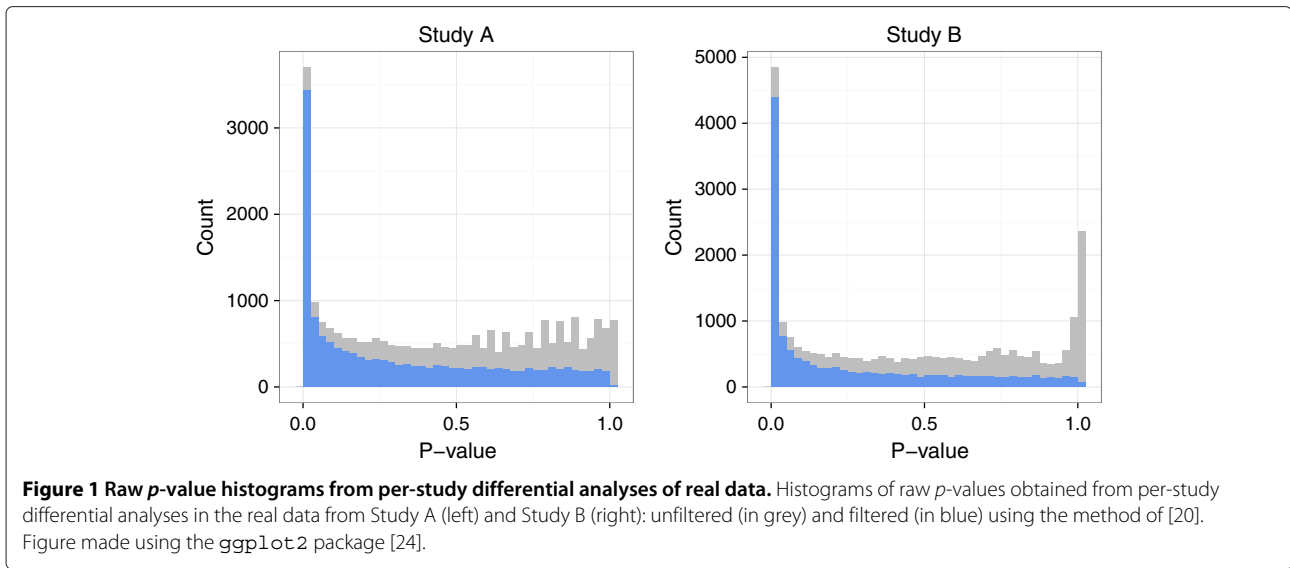 Study A
Study B
Count
3000
2000
1000
0
0.0 0.5 1.0
P−value
Count
5000
4000
3000
2000
1000
0
0.0 0.5 1.0
P−value
Figure 1 Raw p-value histograms from per-study differential analyses of real data. Histograms of raw p-values obtained from per-study
differential analyses in the real data from Study A (left) and Study B (right): unfiltered (in grey) and filtered (in blue) using the method of [20].
Figure made using the ggplot2 package [24].